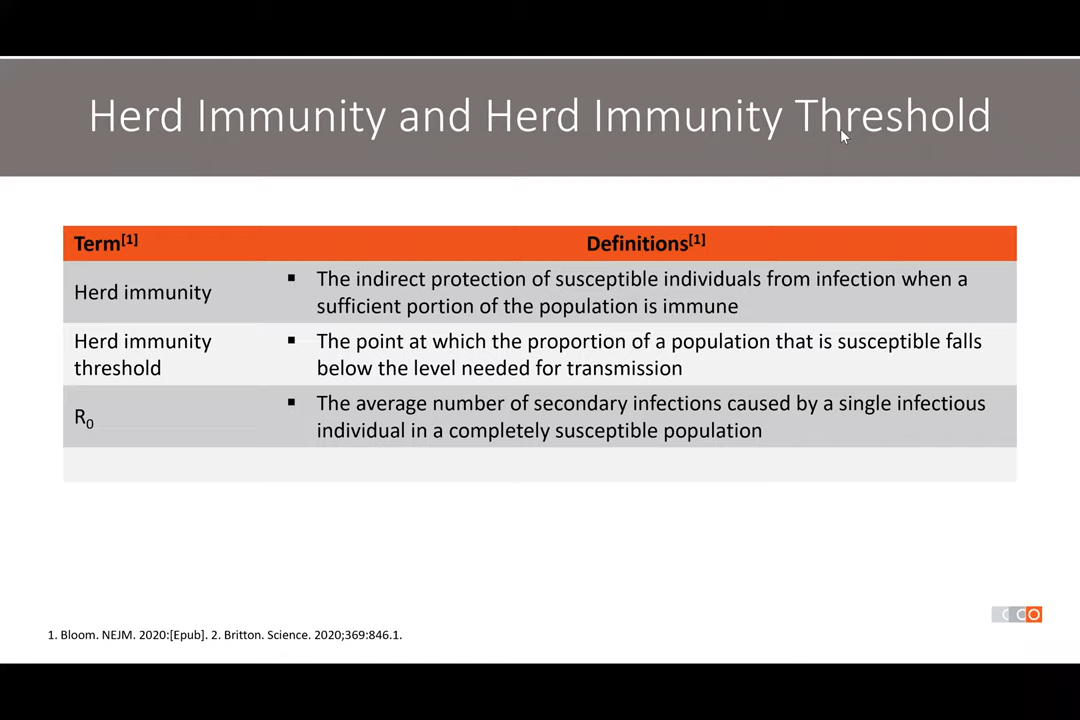 Herd Immunity and Herd Immunity Threshold
Term[1] Definitions[1]
Herd immunity
▪ The indirect protection of susceptible individuals from infection when a
sufficient portion of the population is immune
Herd immunity
threshold
▪ The point at which the proportion of a population that is susceptible falls
below the level needed for transmission
R0
▪ The average number of secondary infections caused by a single infectious
individual in a completely susceptible population
CCO
1. Bloom. NEJM. 2020:[Epub]. 2. Britton. Science. 2020;369:846.1.